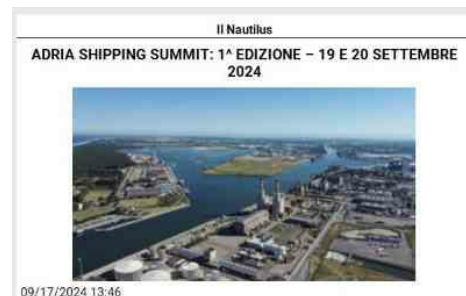 Il Nautilus
ADRIA SHIPPING SUMMIT: 1^ EDIZIONE – 19 E 20 SETTEMBRE
2024
09/17/2024 13:46